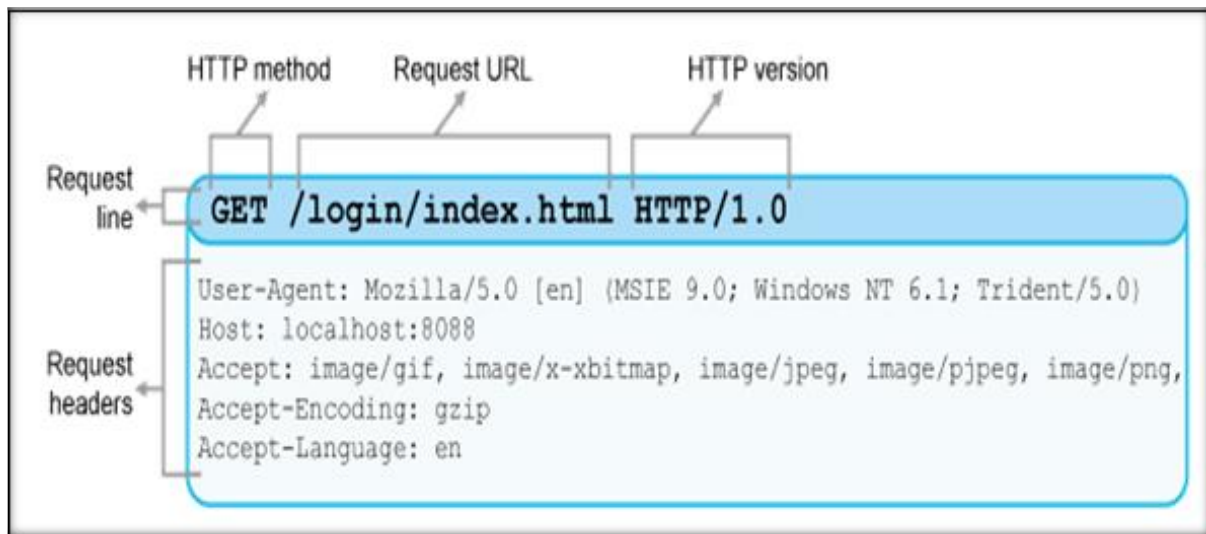 HTTP method Request URL HTTP version
Request
line
GET /login/index.html HTTP/1.0
User-Agent: Mozilla/5.0 [en] (MSIE 9.0; Windows NT 6.1; Trident/5.0)
Host: localhost:8088
Accept: image/gif, image/x-xbitmap, image/jpeg, image/pjpeg, image/png,
Request
headers
Accept-Encoding: gzip
Accept-Language: en